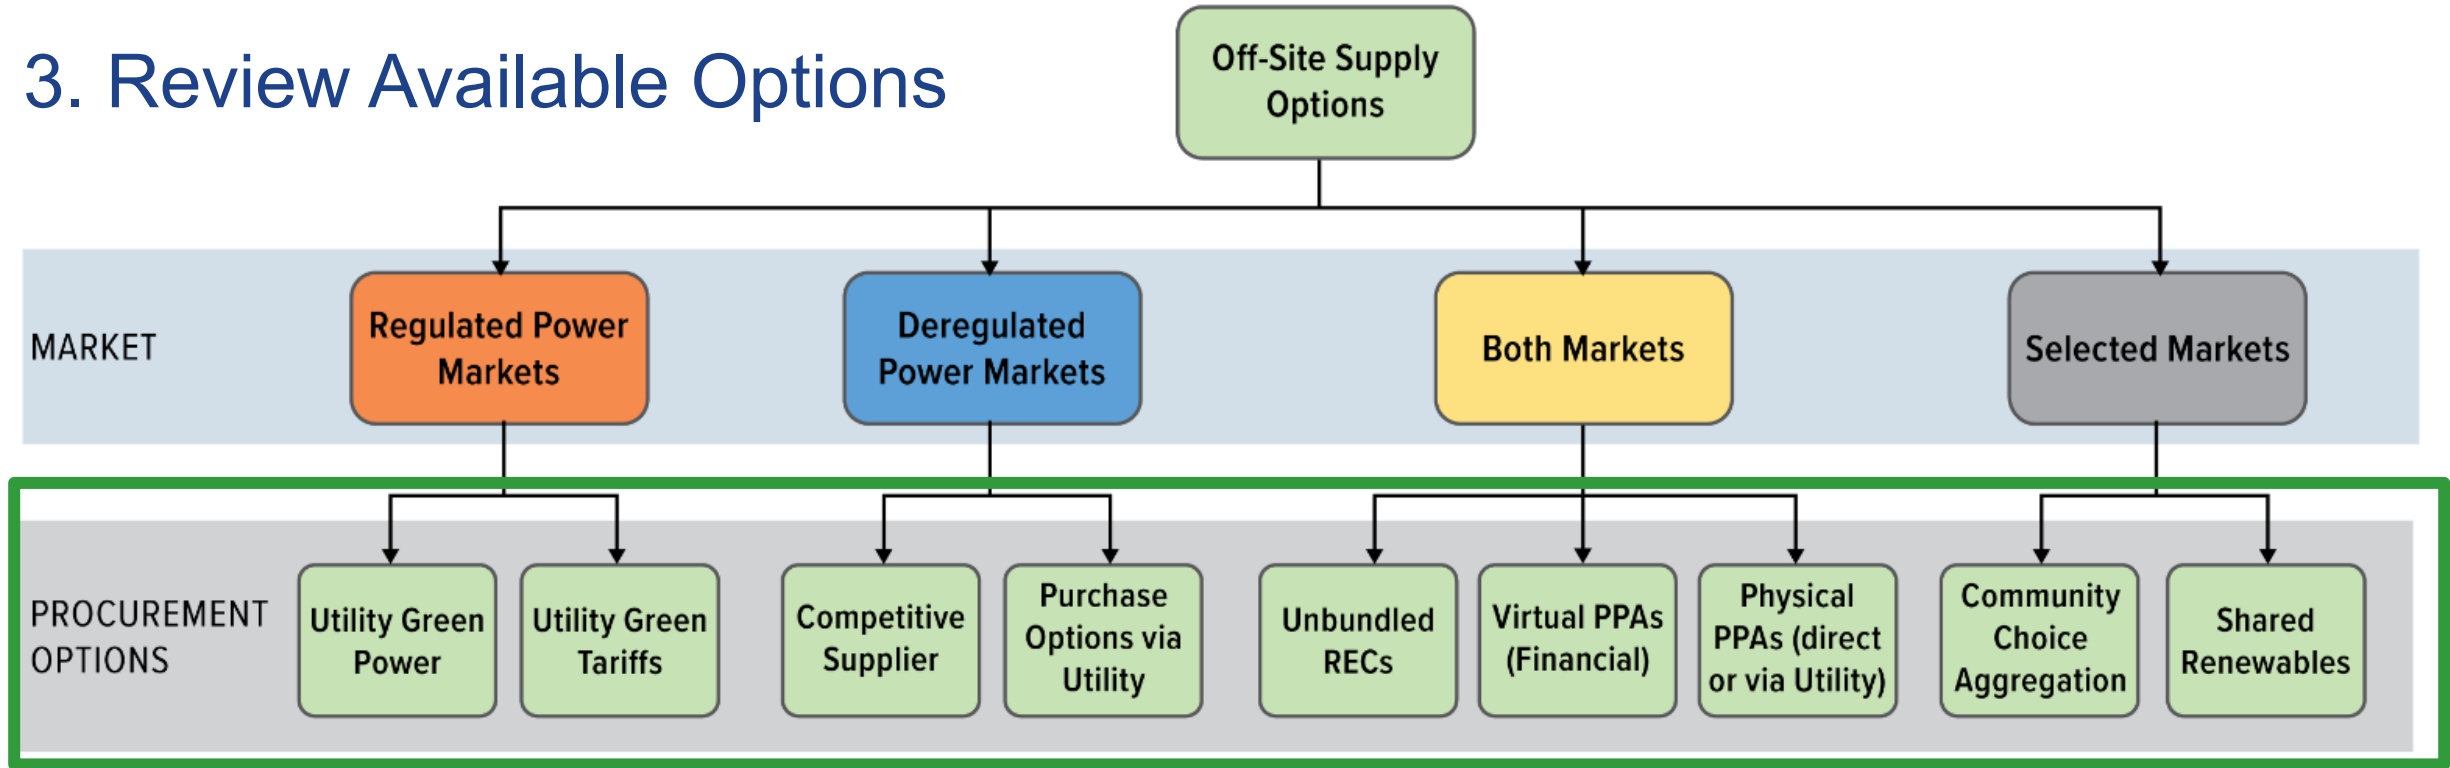 3. Review Available Options
Off-Site Supply
Options
MARKET
Regulated Power
Markets
Deregulated
Power Markets
Both Markets
Selected Markets
PROCUREMENT
OPTIONS
Utility Green
Power
Utility Green
Tariffs
Competitive
Supplier
Purchase
Options via
Utility
Unbundled
RECs
Virtual PPAs
(Financial)
Physical
PPAs (direct
or via Utility)
Community
Choice
Aggregation
Shared
Renewables